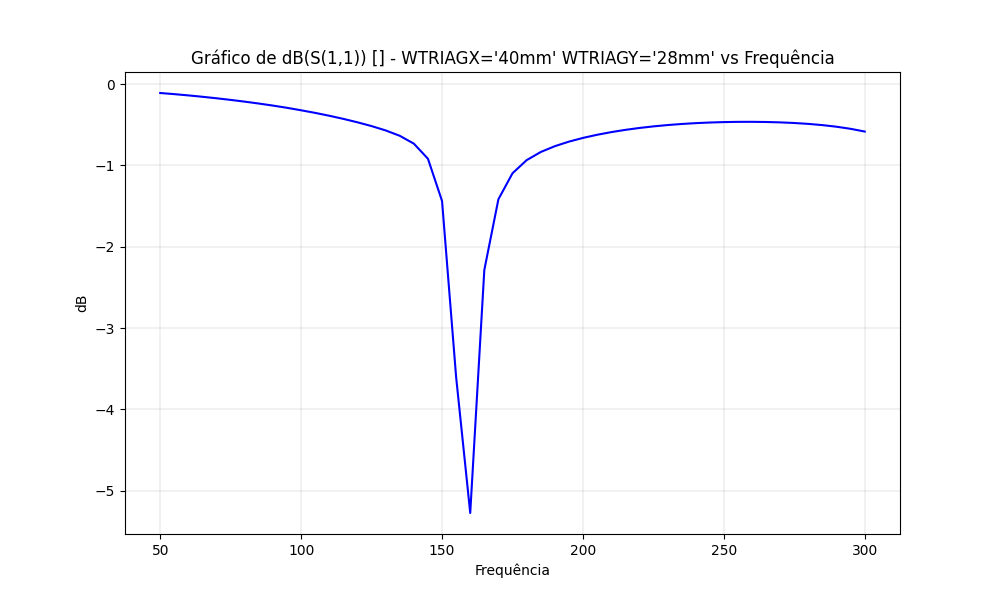 Gráfico de dB(S(1,1)) [] - WTRIAGX='40mm' WTRIAGY='28mm' vs Frequência
0
−1
−2
−3
−4
−5
dB
50 100 150 200 250 300
Frequência